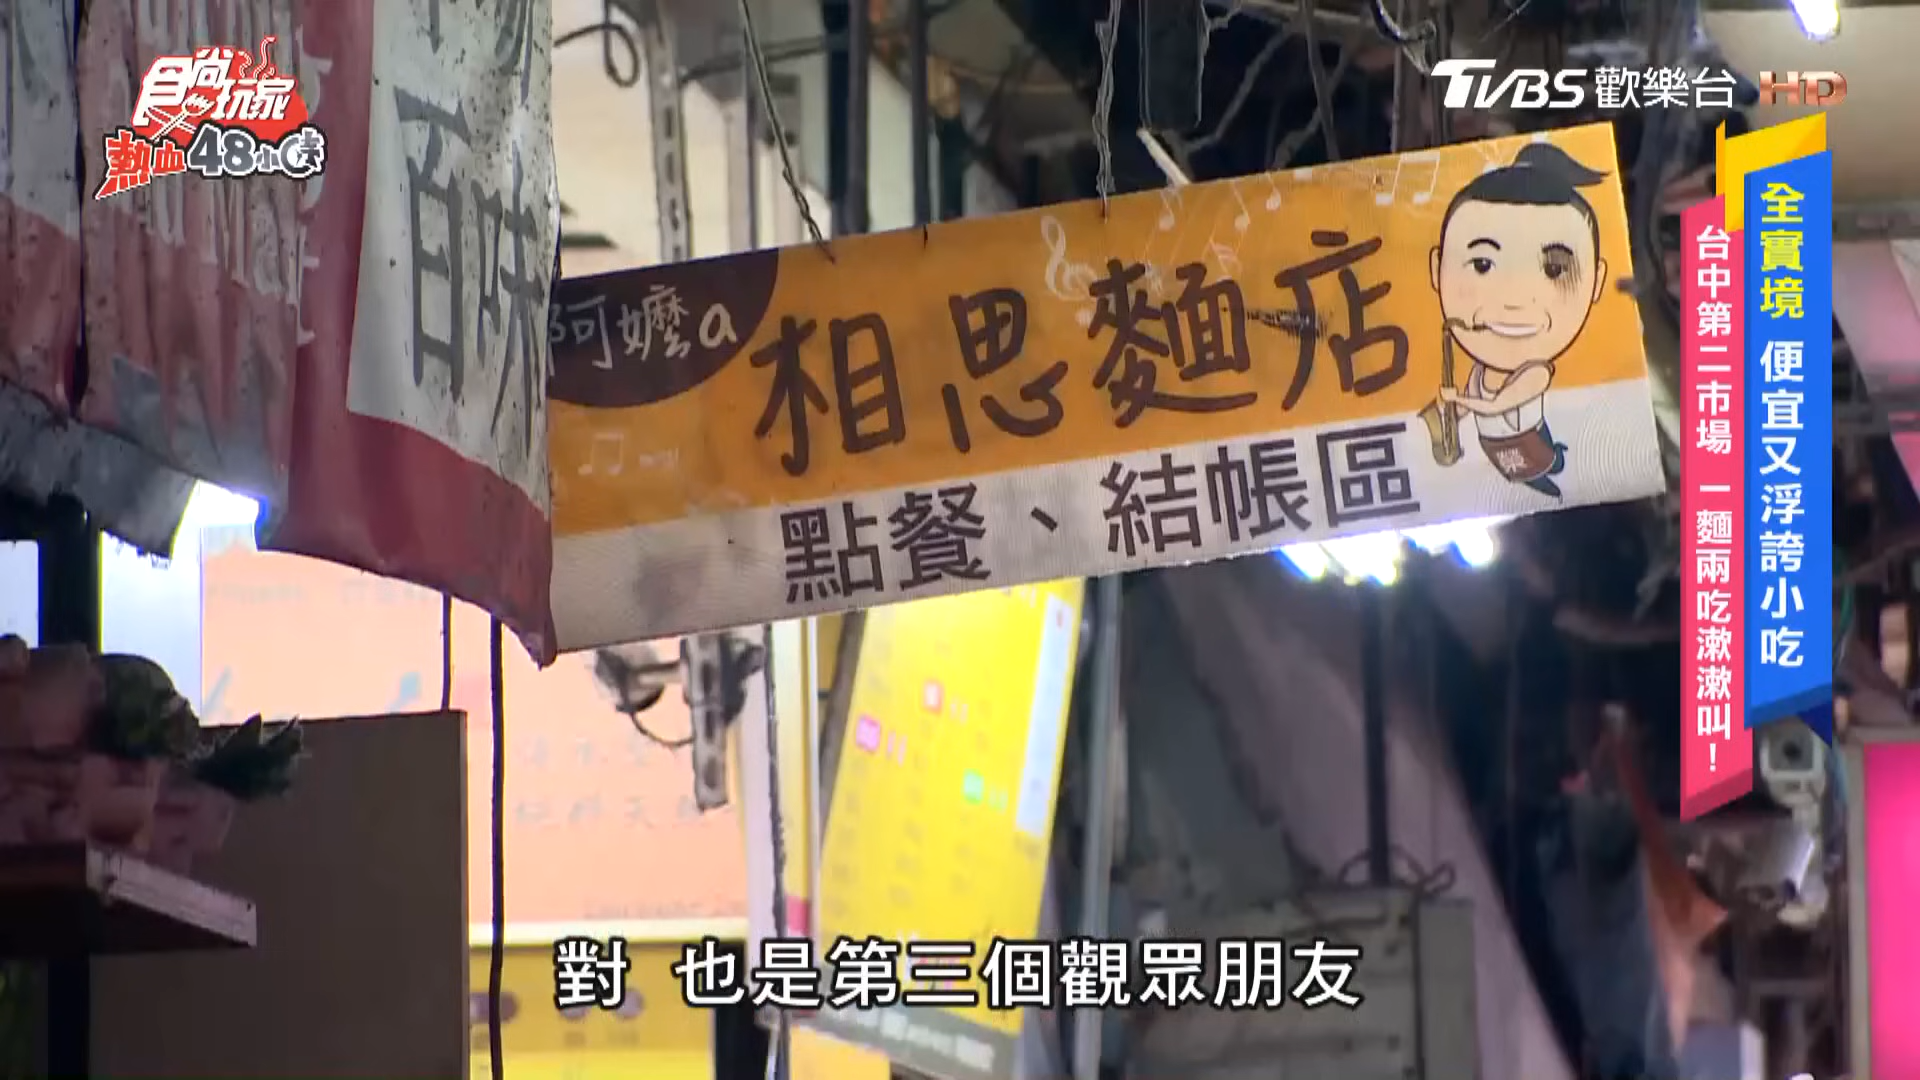 食尚玩家
熱血48小時
TVBS歡樂台 HD
全實境 便宜又浮誇小吃
台中第二市場 一麵兩吃漱漱叫!
百味
阿嬤a
相思麵店
點餐、結帳區
榮
對 也是第三個觀眾朋友